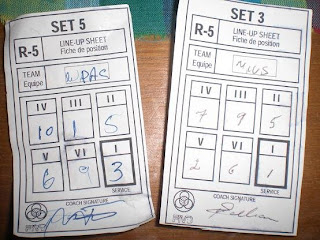 SET 5
R-5
LINE-UP SHEET
Fiche de position
TEAM
Equipe
PAS
IV III II
10 1 5
V VI I
6 9 3
SERVICE
COACH SIGNATURE
SET 3
R-5
LINE-UP SHEET
Fiche de position
TEAM
Equipe
IV III II
7 9 5
V VI I
2 6 1
SERVICE
COACH SIGNATURE